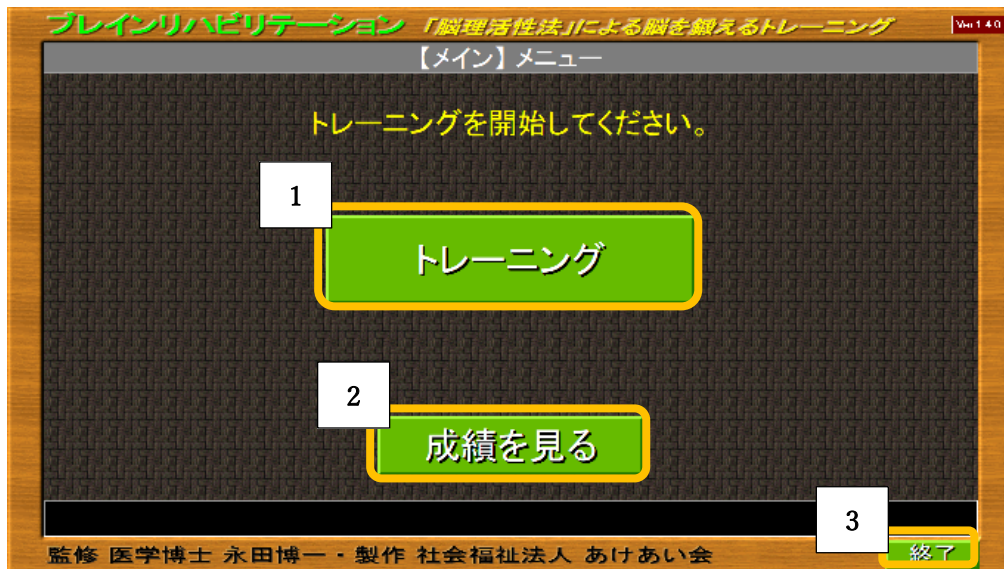 ブレインリハビリテーション 「脳理活性法」による脳を鍛えるトレーニング Ver 1.4.0
【メイン】メニュー
トレーニングを開始してください。
1
トレーニング
2
成績を見る
3
監修 医学博士 永田博一・製作 社会福祉法人 あけあい会 終了